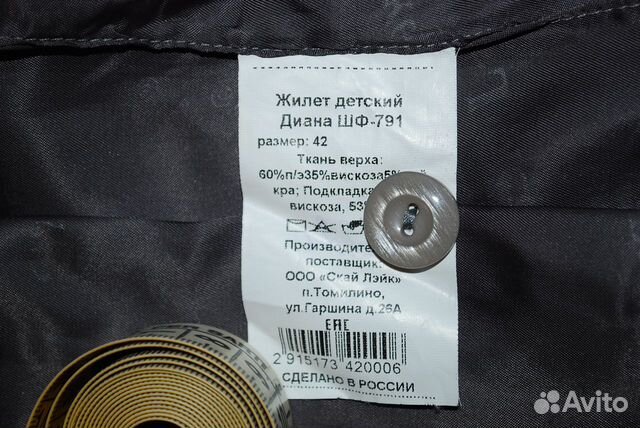 Жилет детский
Диана ШФ-791
размер: 42
Ткань верха:
60%п/э35%вискоза5%
кра; Подкладка
вискоза, 53
Производите
поставщик:
ООО «Скай Лэйк»
п.Томилино,
ул.Гаршина д.26А
ЕАС
2 915173 420006
СДЕЛАНО В РОССИИ
Avito